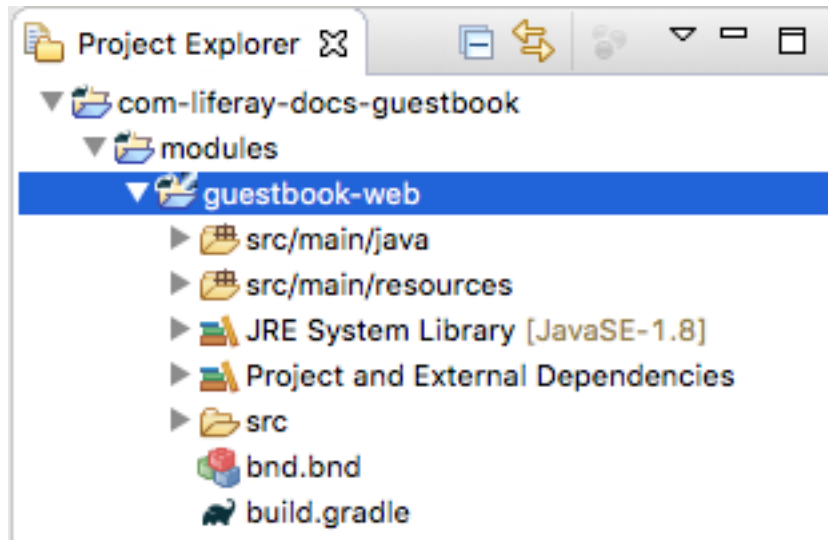 Project Explorer
com-liferay-docs-guestbook
modules
guestbook-web
src/main/java
src/main/resources
JRE System Library [JavaSE-1.8]
Project and External Dependencies
src
bnd.bnd
build.gradle